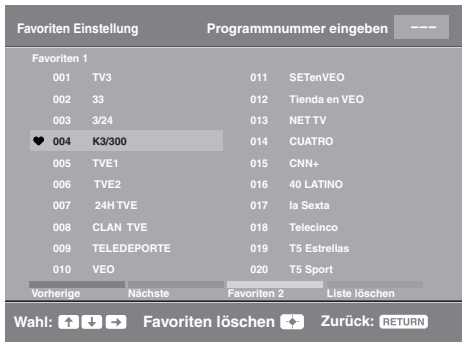 Favoriten Einstellung Programmnummer eingeben ---
Favoriten 1
001 TV3 011 SETenVEO
002 33 012 Tienda en VEO
003 3/24 013 NET TV
004 K3/300 014 CUATRO
005 TVE1 015 CNN+
006 TVE2 016 40 LATINO
007 24H TVE 017 la Sexta
008 CLAN TVE 018 Telecinco
009 TELEDEPORTE 019 T5 Estrellas
010 VEO 020 T5 Sport
Vorherige Nächste Favoriten 2 Liste löschen
Wahl: Favoriten löschen Zurück: RETURN